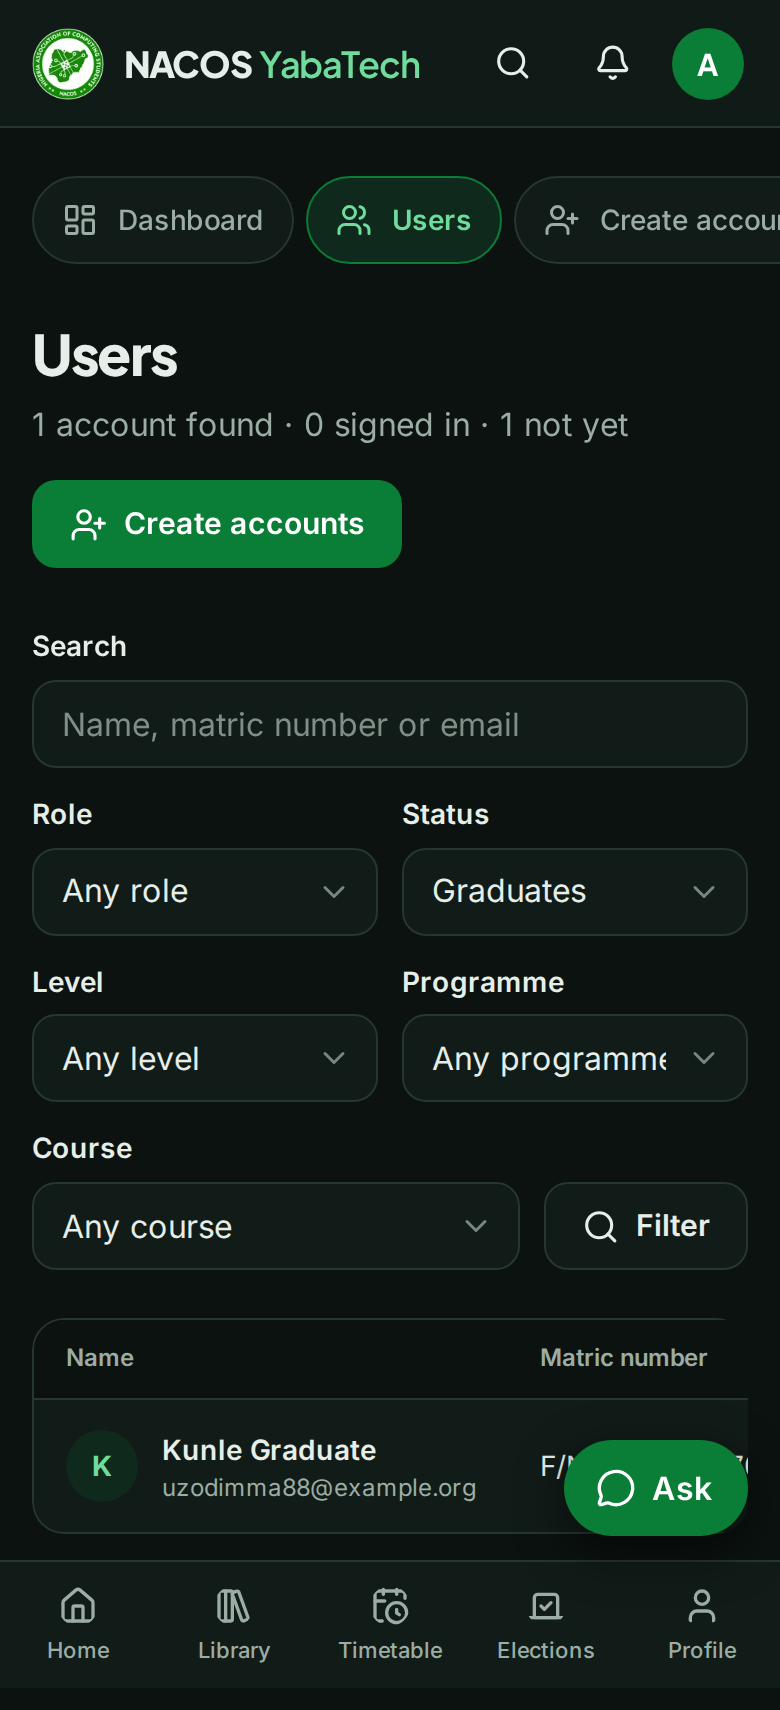 NACOS YabaTech
A
Dashboard
Users
Create accoun
Users
1 account found · 0 signed in · 1 not yet
Create accounts
Search
Name, matric number or email
Role
Status
Any role
Graduates
Level
Programme
Any level
Any programme
Course
Any course
Filter
Name
Matric number
K
Kunle Graduate
uzodimma88@example.org
Ask
Home
Library
Timetable
Elections
Profile